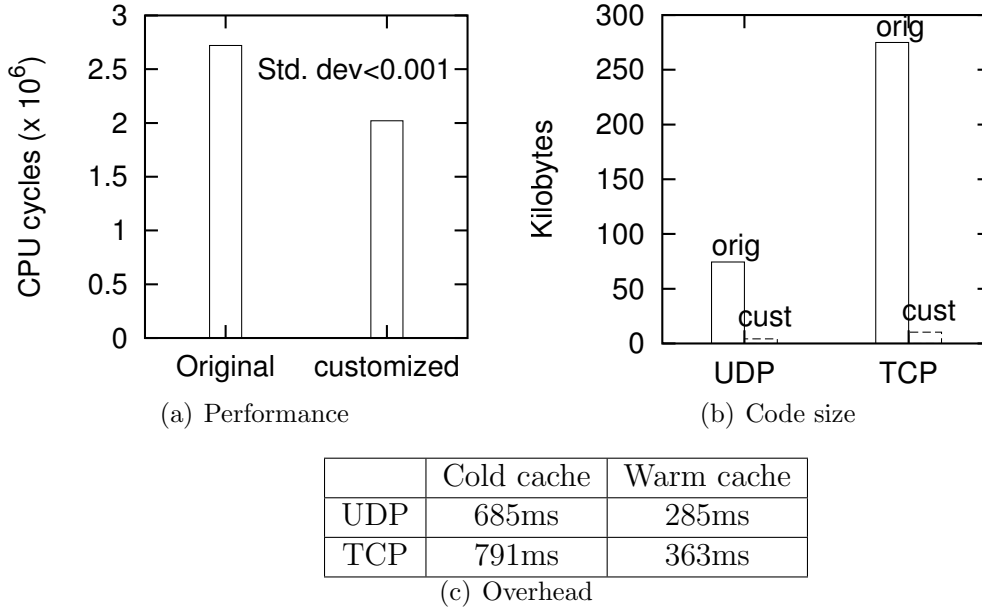 CPU cycles (x 10^6)
3
2.5
2
1.5
1
0.5
0
Std. dev<0.001
Original customized
(a) Performance
Kilobytes
300
250
200
150
100
50
0
orig
orig
cust
cust
UDP TCP
(b) Code size
Cold cache Warm cache
UDP 685ms 285ms
TCP 791ms 363ms
(c) Overhead